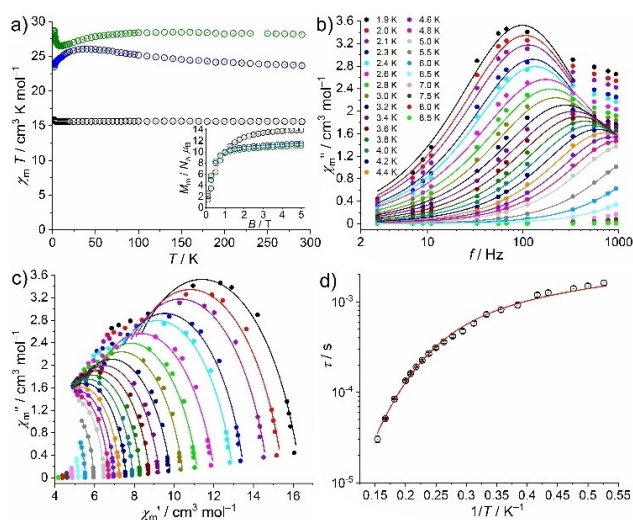 a)
30
25
20
15
10
5
0
χₘ T / cm³ K mol⁻¹
14
12
10
8
6
4
2
0
Mₘ / N_A μ_B
0 1 2 3 4 5
B / T
0 50 100 150 200 250 300
T / K
b)
3.6
3.2
2.8
2.4
2.0
1.6
1.2
0.8
0.4
0
χₘ'' / cm³ mol⁻¹
1.9 K 4.6 K
2.0 K 4.8 K
2.1 K 5.0 K
2.3 K 5.5 K
2.4 K 6.0 K
2.6 K 6.5 K
2.8 K 7.0 K
3.0 K 7.5 K
3.2 K 8.0 K
3.4 K 8.5 K
3.6 K
3.8 K
4.0 K
4.2 K
4.4 K
2 10 100 1000
f / Hz
c)
3.6
3.2
2.8
2.4
2.0
1.6
1.2
0.8
0.4
0
χₘ'' / cm³ mol⁻¹
4 6 8 10 12 14 16
χₘ' / cm³ mol⁻¹
d)
10⁻³
10⁻⁴
10⁻⁵
τ / s
0.15 0.20 0.25 0.30 0.35 0.40 0.45 0.50 0.55
1/T / K⁻¹